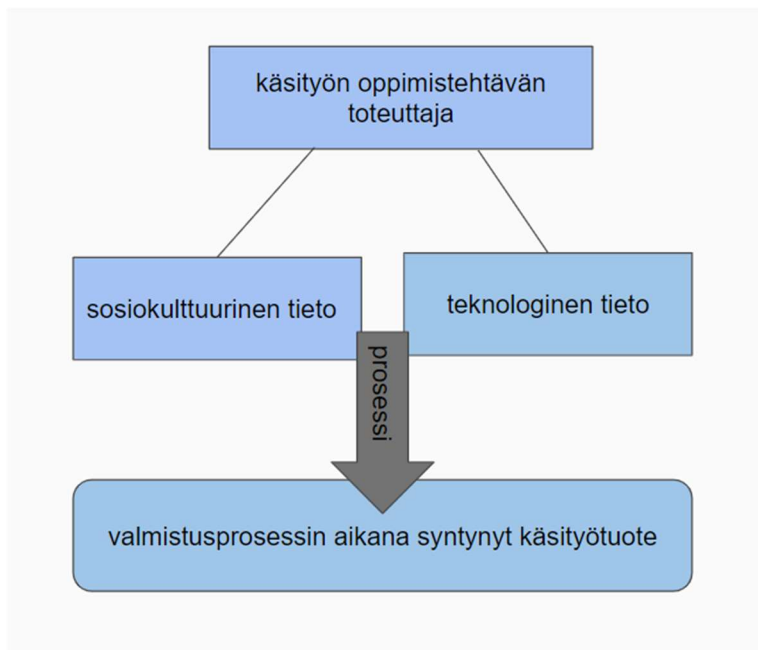 käsityön oppimistehtävän
toteuttaja
sosiokulttuurinen tieto
teknologinen tieto
prosessi
valmistusprosessin aikana syntynyt käsityötuote